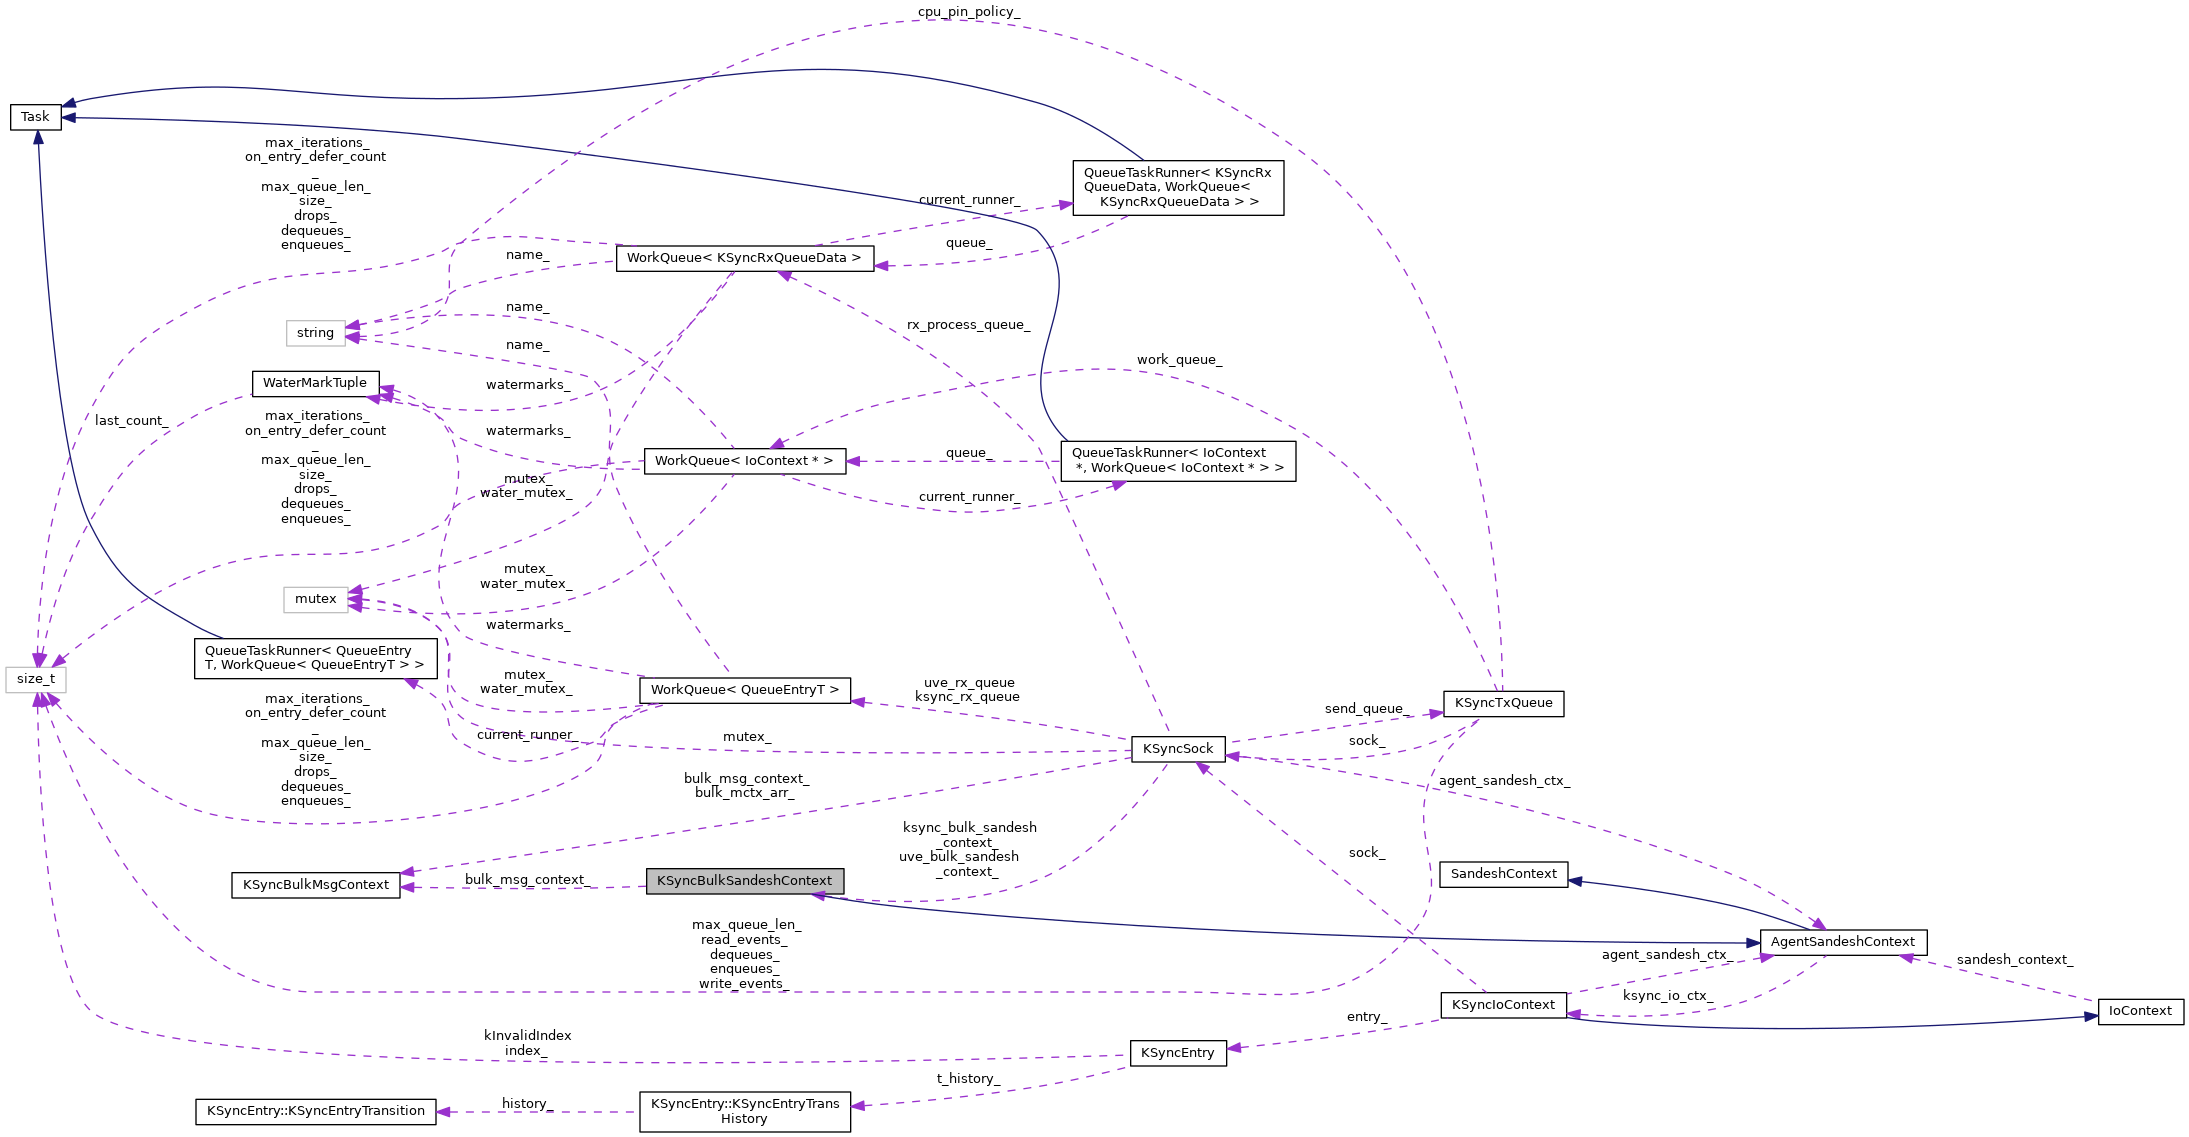 cpu_pin_policy_
Task
max_iterations_
on_entry_defer_count
_
max_queue_len_
size_
drops_
dequeues_
enqueues_
QueueTaskRunner< KSyncRx
QueueData, WorkQueue<
KSyncRxQueueData > >
current_runner_
queue_
name_
WorkQueue< KSyncRxQueueData >
string
name_
rx_process_queue_
name_
work_queue_
WaterMarkTuple
watermarks_
last_count_
max_iterations_
on_entry_defer_count
_
max_queue_len_
size_
drops_
dequeues_
enqueues_
watermarks_
WorkQueue< IoContext * >
queue_
QueueTaskRunner< IoContext
*, WorkQueue< IoContext * > >
mutex_
water_mutex_
current_runner_
mutex
mutex_
water_mutex_
watermarks_
QueueTaskRunner< QueueEntry
T, WorkQueue< QueueEntryT > >
size_t
mutex_
water_mutex_
WorkQueue< QueueEntryT >
uve_rx_queue
ksync_rx_queue
KSyncTxQueue
max_iterations_
on_entry_defer_count
_
max_queue_len_
size_
drops_
dequeues_
enqueues_
send_queue_
current_runner_
mutex_
KSyncSock
sock_
bulk_msg_context_
bulk_mctx_arr_
agent_sandesh_ctx_
ksync_bulk_sandesh
_context_
uve_bulk_sandesh
_context_
sock_
KSyncBulkMsgContext
bulk_msg_context_
KSyncBulkSandeshContext
SandeshContext
max_queue_len_
read_events_
dequeues_
enqueues_
write_events_
AgentSandeshContext
agent_sandesh_ctx_
sandesh_context_
ksync_io_ctx_
KSyncIoContext
IoContext
entry_
kInvalidIndex
index_
KSyncEntry
t_history_
KSyncEntry::KSyncEntryTransition
history_
KSyncEntry::KSyncEntryTrans
History